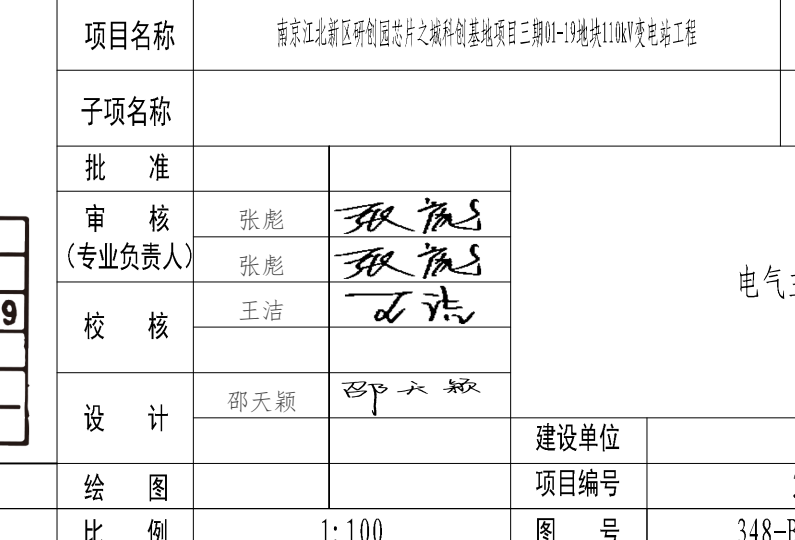 项目名称 南京江北新区研创园芯片之城科创基地项目三期01-19地块110kV变电站工程
子项名称
批 准
审 核 张彪 张彪
(专业负责人) 张彪 张彪
9
校 核 王洁 王洁
电气
设 计 邵天颖 邵天颖
建设单位
绘 图 项目编号
比 例 1:100 图 号 348-